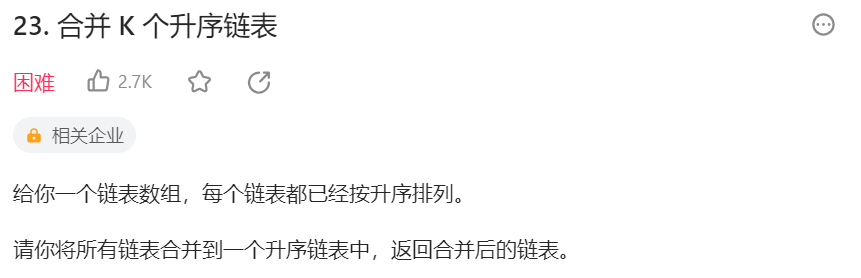 23. 合并 K 个升序链表
困难 2.7K
相关企业
给你一个链表数组，每个链表都已经按升序排列。
请你将所有链表合并到一个升序链表中，返回合并后的链表。